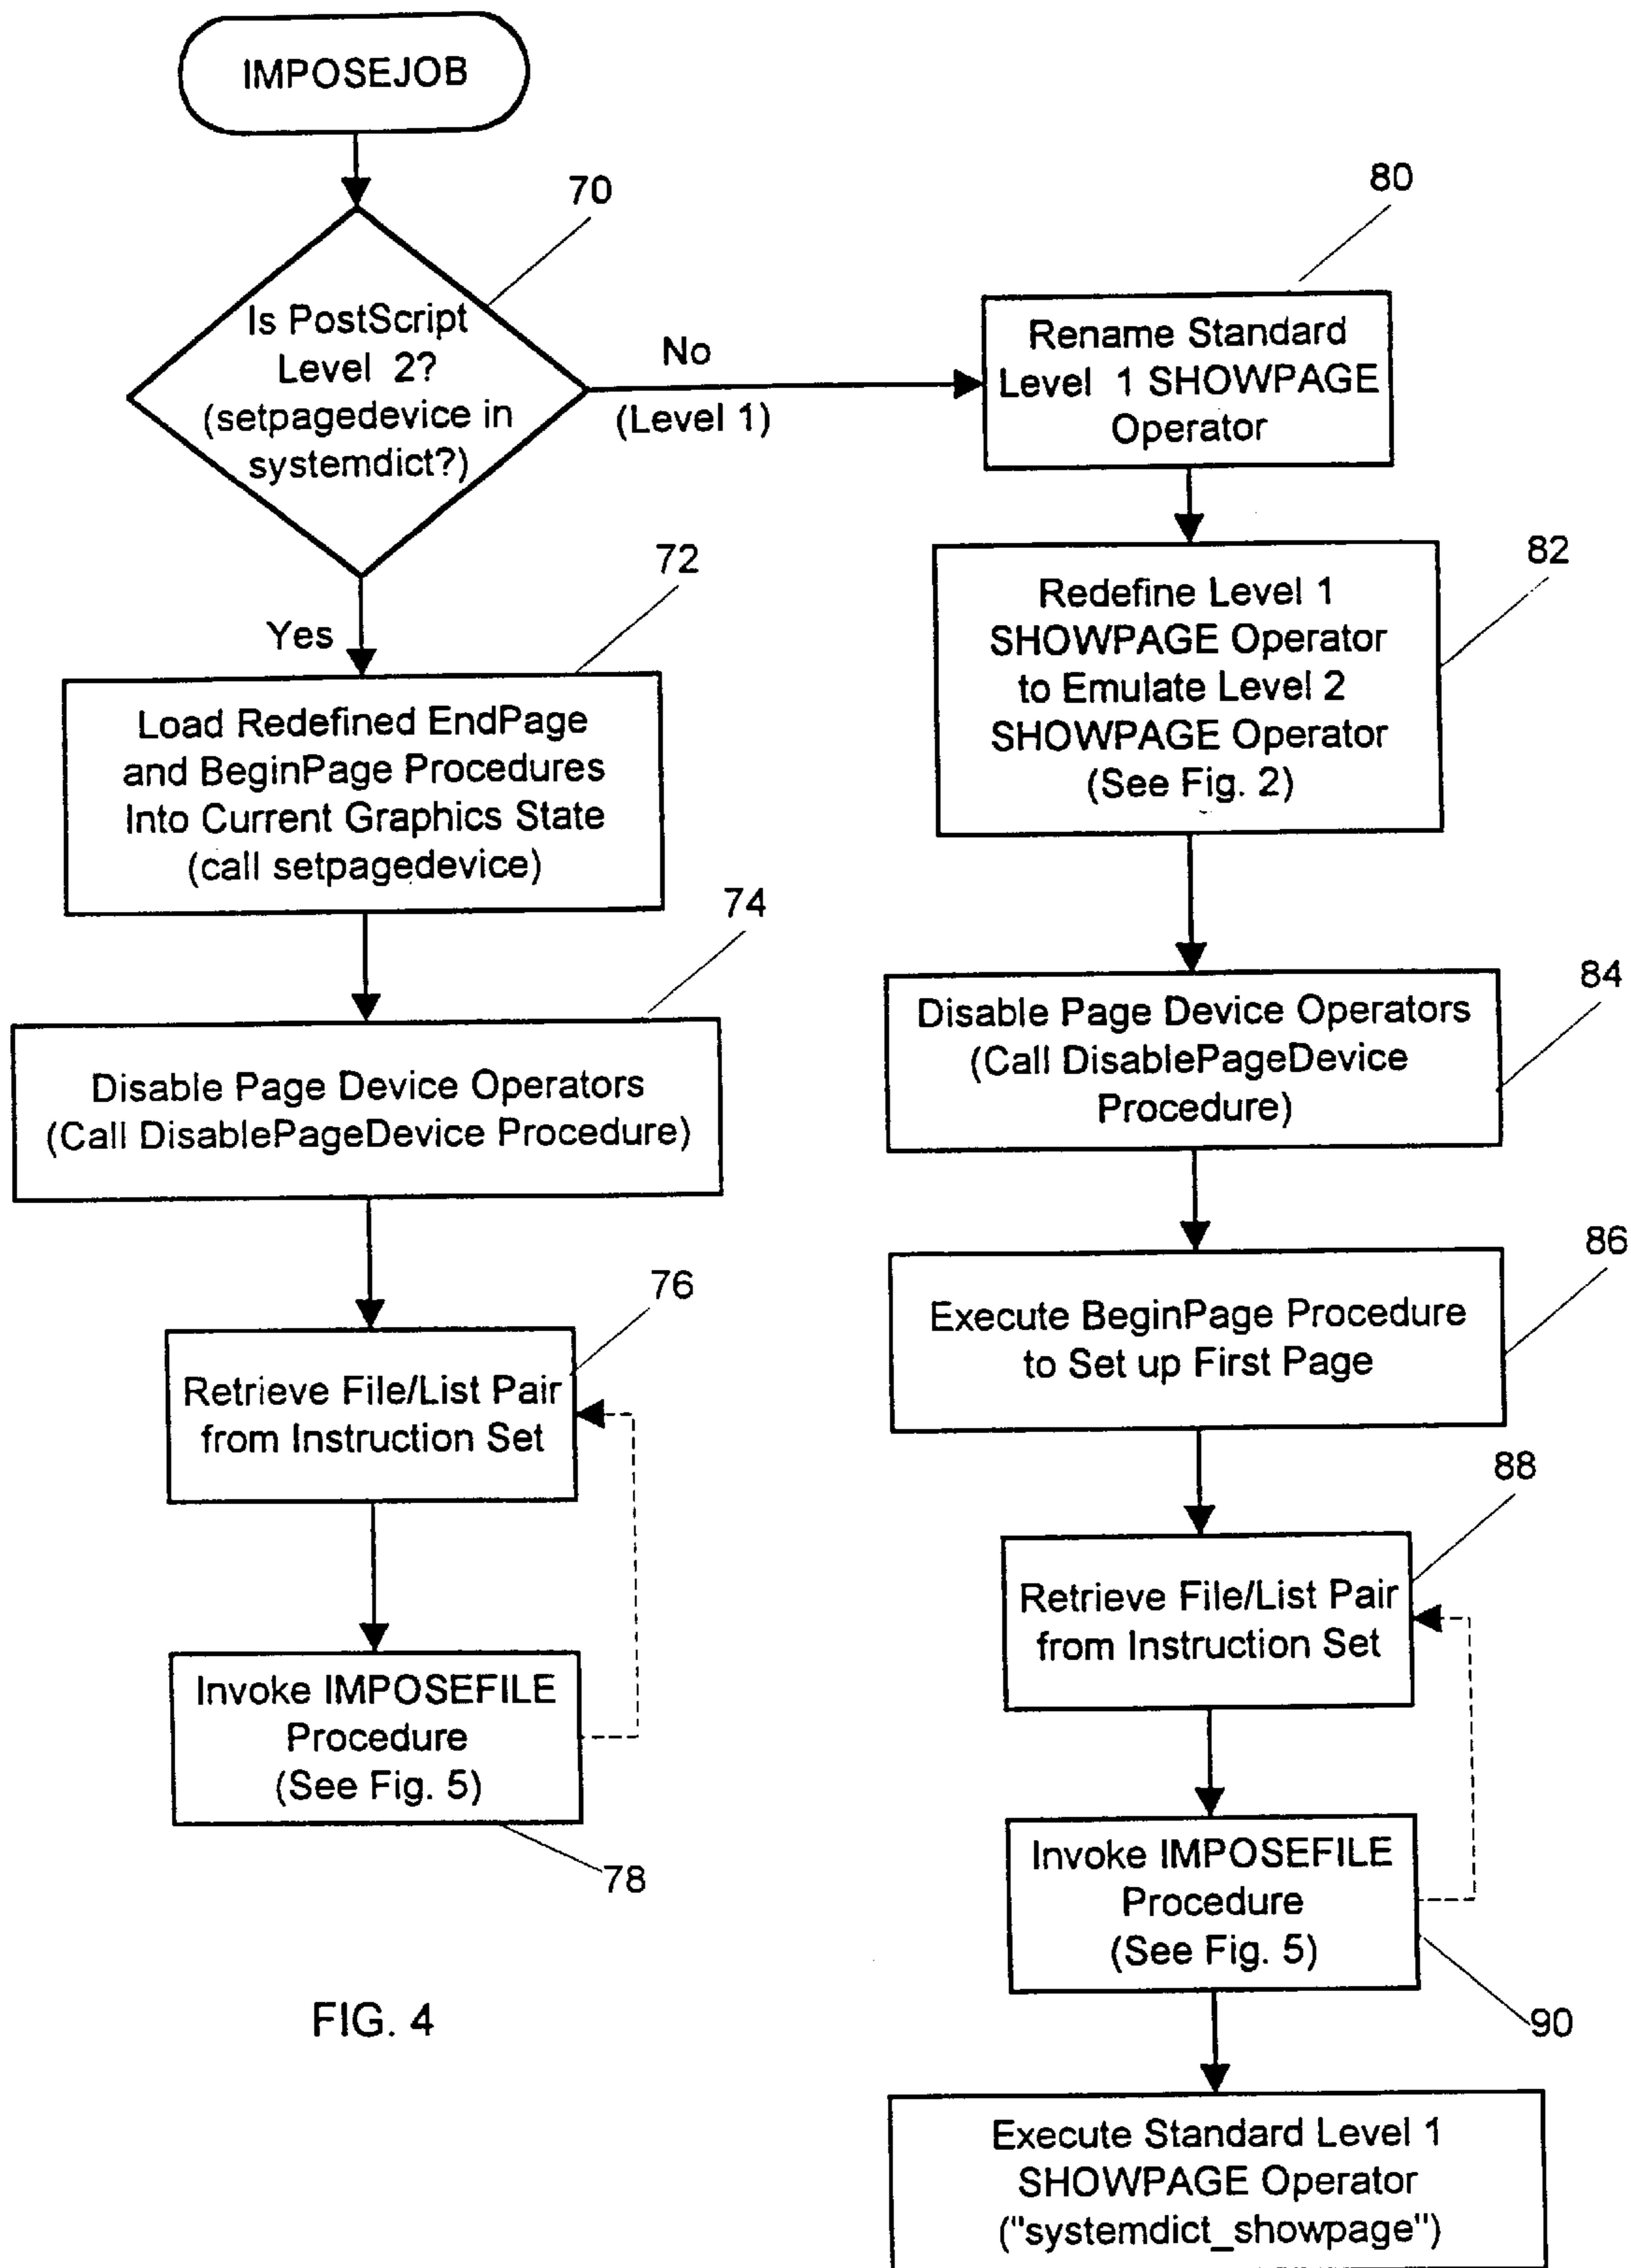 IMPOSEJOB
70
Is PostScript
Level 2?
(setpagedevice in
systemdict?)
No
(Level 1)
Yes
72
Load Redefined EndPage
and BeginPage Procedures
Into Current Graphics State
(call setpagedevice)
74
Disable Page Device Operators
(Call DisablePageDevice Procedure)
76
Retrieve File/List Pair
from Instruction Set
Invoke IMPOSEFILE
Procedure
(See Fig. 5)
78
80
Rename Standard
Level 1 SHOWPAGE
Operator
82
Redefine Level 1
SHOWPAGE Operator
to Emulate Level 2
SHOWPAGE Operator
(See Fig. 2)
84
Disable Page Device Operators
(Call DisablePageDevice
Procedure)
86
Execute BeginPage Procedure
to Set up First Page
88
Retrieve File/List Pair
from Instruction Set
Invoke IMPOSEFILE
Procedure
(See Fig. 5)
90
Execute Standard Level 1
SHOWPAGE Operator
("systemdict_showpage")
FIG. 4